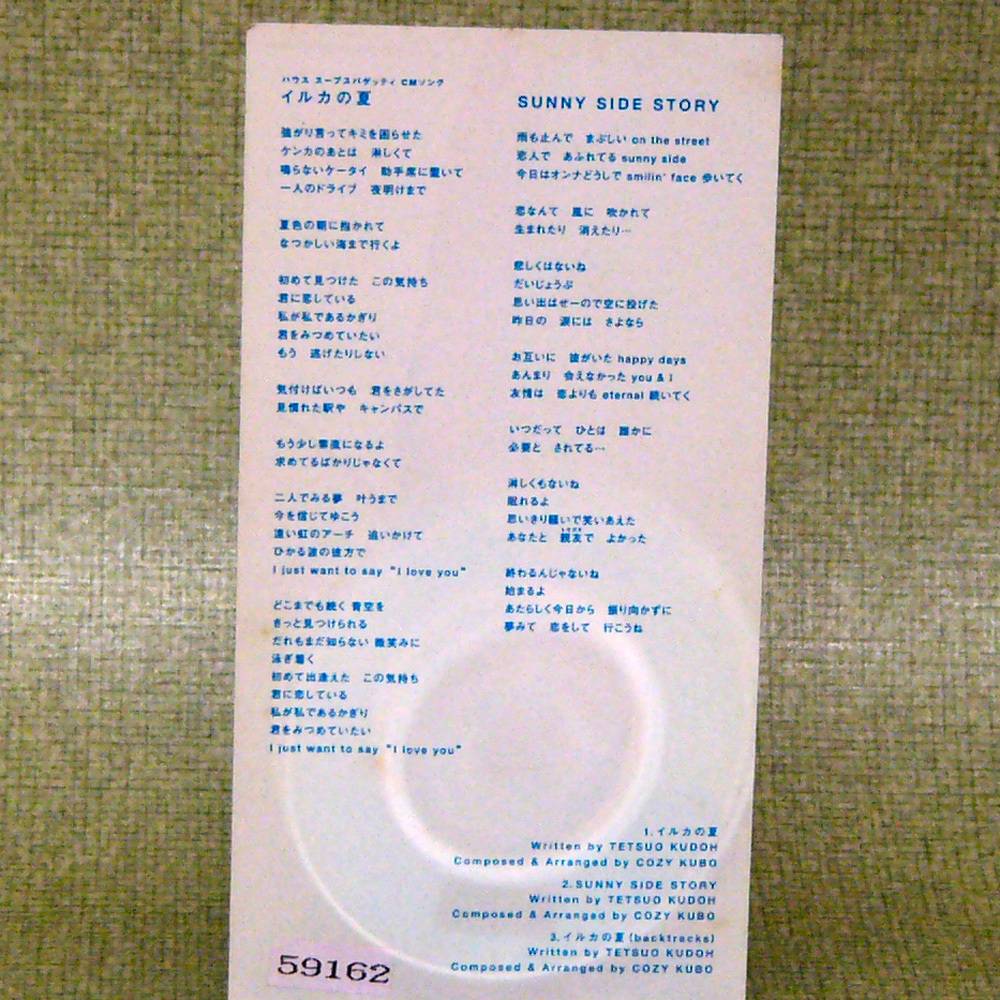 ハウス スープスパゲッティ CMソング
イルカの夏
強がり言ってキミを困らせた
ケンカのあとは 淋しくて
鳴らないケータイ 助手席に置いて
一人のドライブ 夜明けまで
夏色の朝に抱かれて
なつかしい海まで行くよ
初めて見つけた この気持ち
君に恋している
私が私であるかぎり
君をみつめていたい
もう 逃げたりしない
気付けばいつも 君をさがしてた
見慣れた駅や キャンパスで
もう少し素直になるよ
求めてるばかりじゃなくて
二人でみる夢 叶うまで
今を信じてゆこう
遠い虹のアーチ 追いかけて
ひかる波の彼方で
I just want to say "I love you"
どこまでも続く 青空を
きっと見つけられる
だれもまだ知らない 微笑みに
泳ぎ着く
初めて出逢えた この気持ち
君に恋している
私が私であるかぎり
君をみつめていたい
I just want to say "I love you"
SUNNY SIDE STORY
雨も止んで まぶしい on the street
恋人で あふれてる sunny side
今日はオンナどうしで smilin' face 歩いてく
恋なんて 風に 吹かれて
生まれたり 消えたり…
悲しくはないね
だいじょうぶ
思い出はせーので空に投げた
昨日の 涙には さよなら
お互いに 彼がいた happy days
あんまり 会えなかった you & I
友情は 恋よりも eternal 続いてく
いつだって ひとは 誰かに
必要と されてる…
淋しくもないね
眠れるよ
思いきり騒いで笑いあえた
あなたと 親友で よかった
終わるんじゃないね
始まるよ
あたらしく今日から 振り向かずに
夢みて 恋をして 行こうね
1.イルカの夏
Written by TETSUO KUDOH
Composed & Arranged by COZY KUBO
2.SUNNY SIDE STORY
Written by TETSUO KUDOH
Composed & Arranged by COZY KUBO
3.イルカの夏(backtracks)
Written by TETSUO KUDOH
Composed & Arranged by COZY KUBO
59162